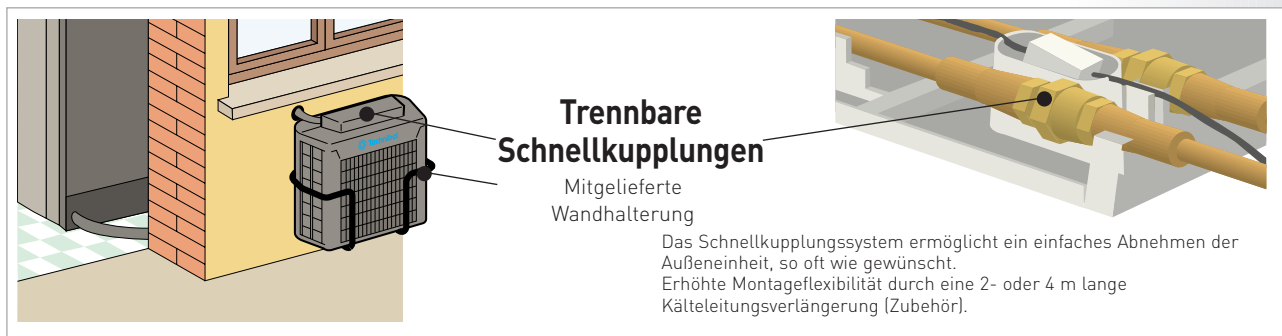 Trennbare
Schnellkupplungen
Mitgelieferte
Wandhalterung
Das Schnellkupplungssystem ermöglicht ein einfaches Abnehmen der
Außeneinheit, so oft wie gewünscht.
Erhöhte Montageflexibilität durch eine 2- oder 4 m lange
Kälteleitungsverlängerung (Zubehör).